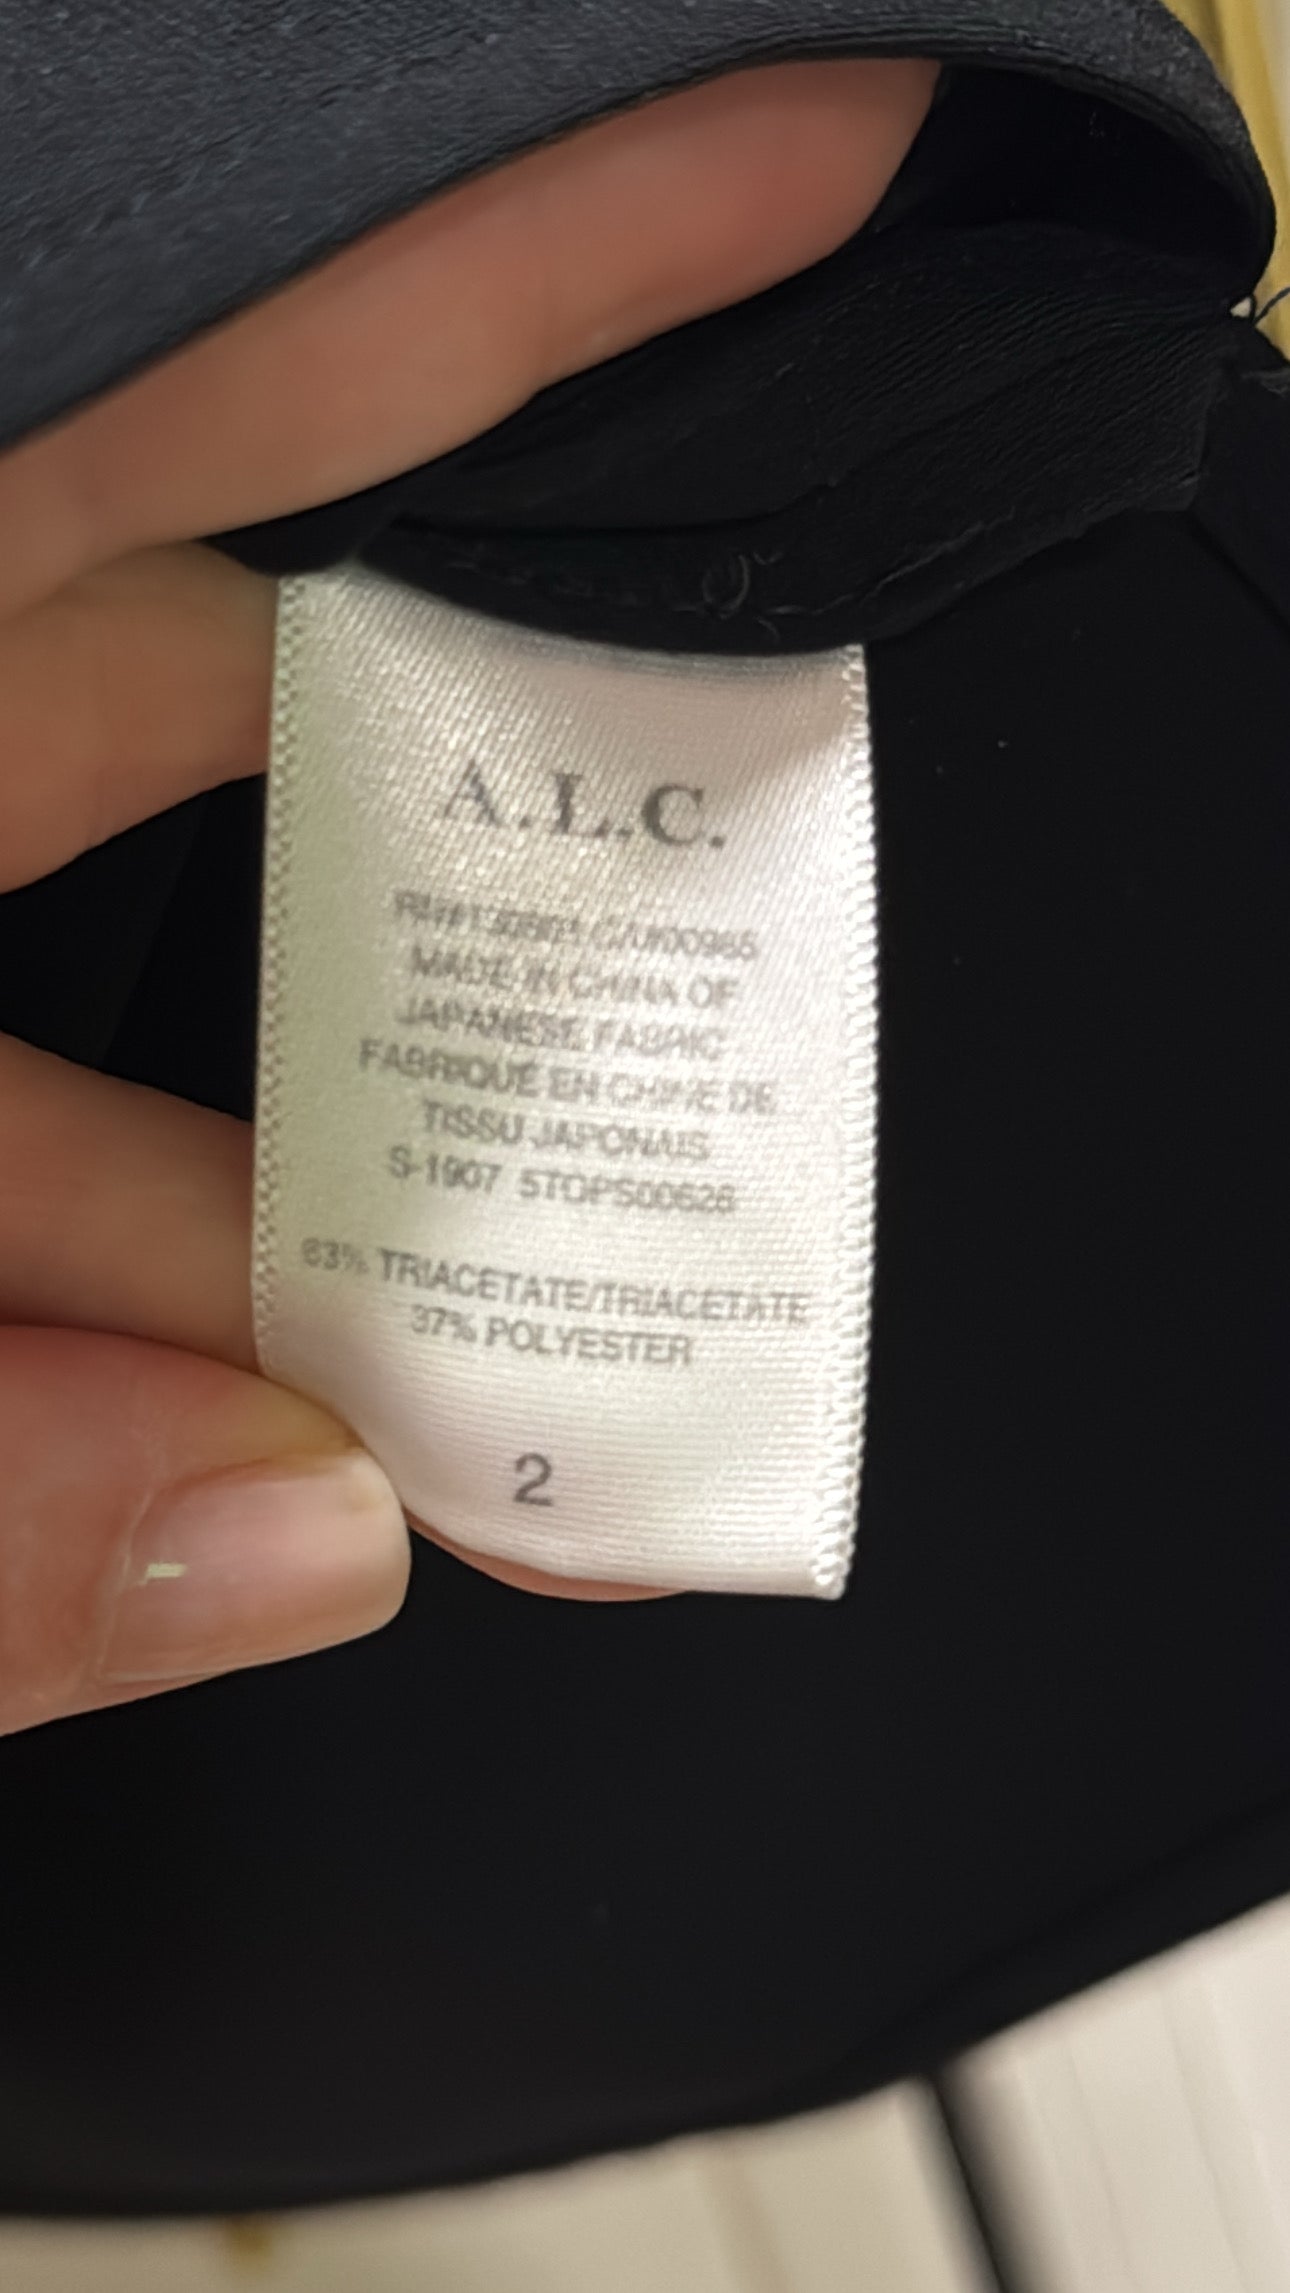 A.L.C.
MADE IN CHINA OF
JAPANESE FABRIC
FABRIQUÉ EN CHINE DE
TISSU JAPONAIS
S-1907 5TOPS00626
63% TRIACETATE/TRIACETATE
37% POLYESTER
2